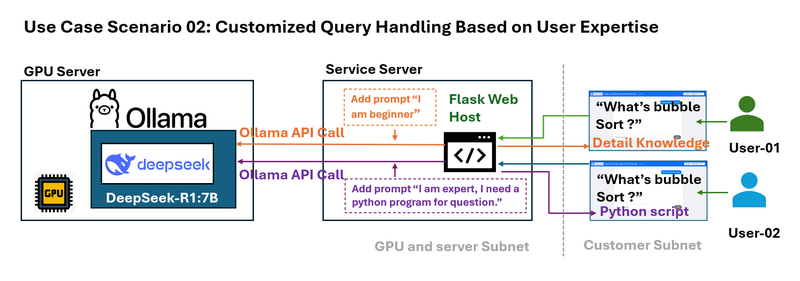 Use Case Scenario 02: Customized Query Handling Based on User Expertise
GPU Server
Service Server
Ollama
deepseek
DeepSeek-R1:7B
GPU
Ollama API Call
Ollama API Call
Add prompt “I
am beginner”
Flask Web
Host
</>
Add prompt “I am expert, I need a
python program for question.”
GPU and server Subnet
“What’s bubble
Sort ?”
Detail Knowledge
User-01
“What’s bubble
Sort ?”
Python script
User-02
Customer Subnet